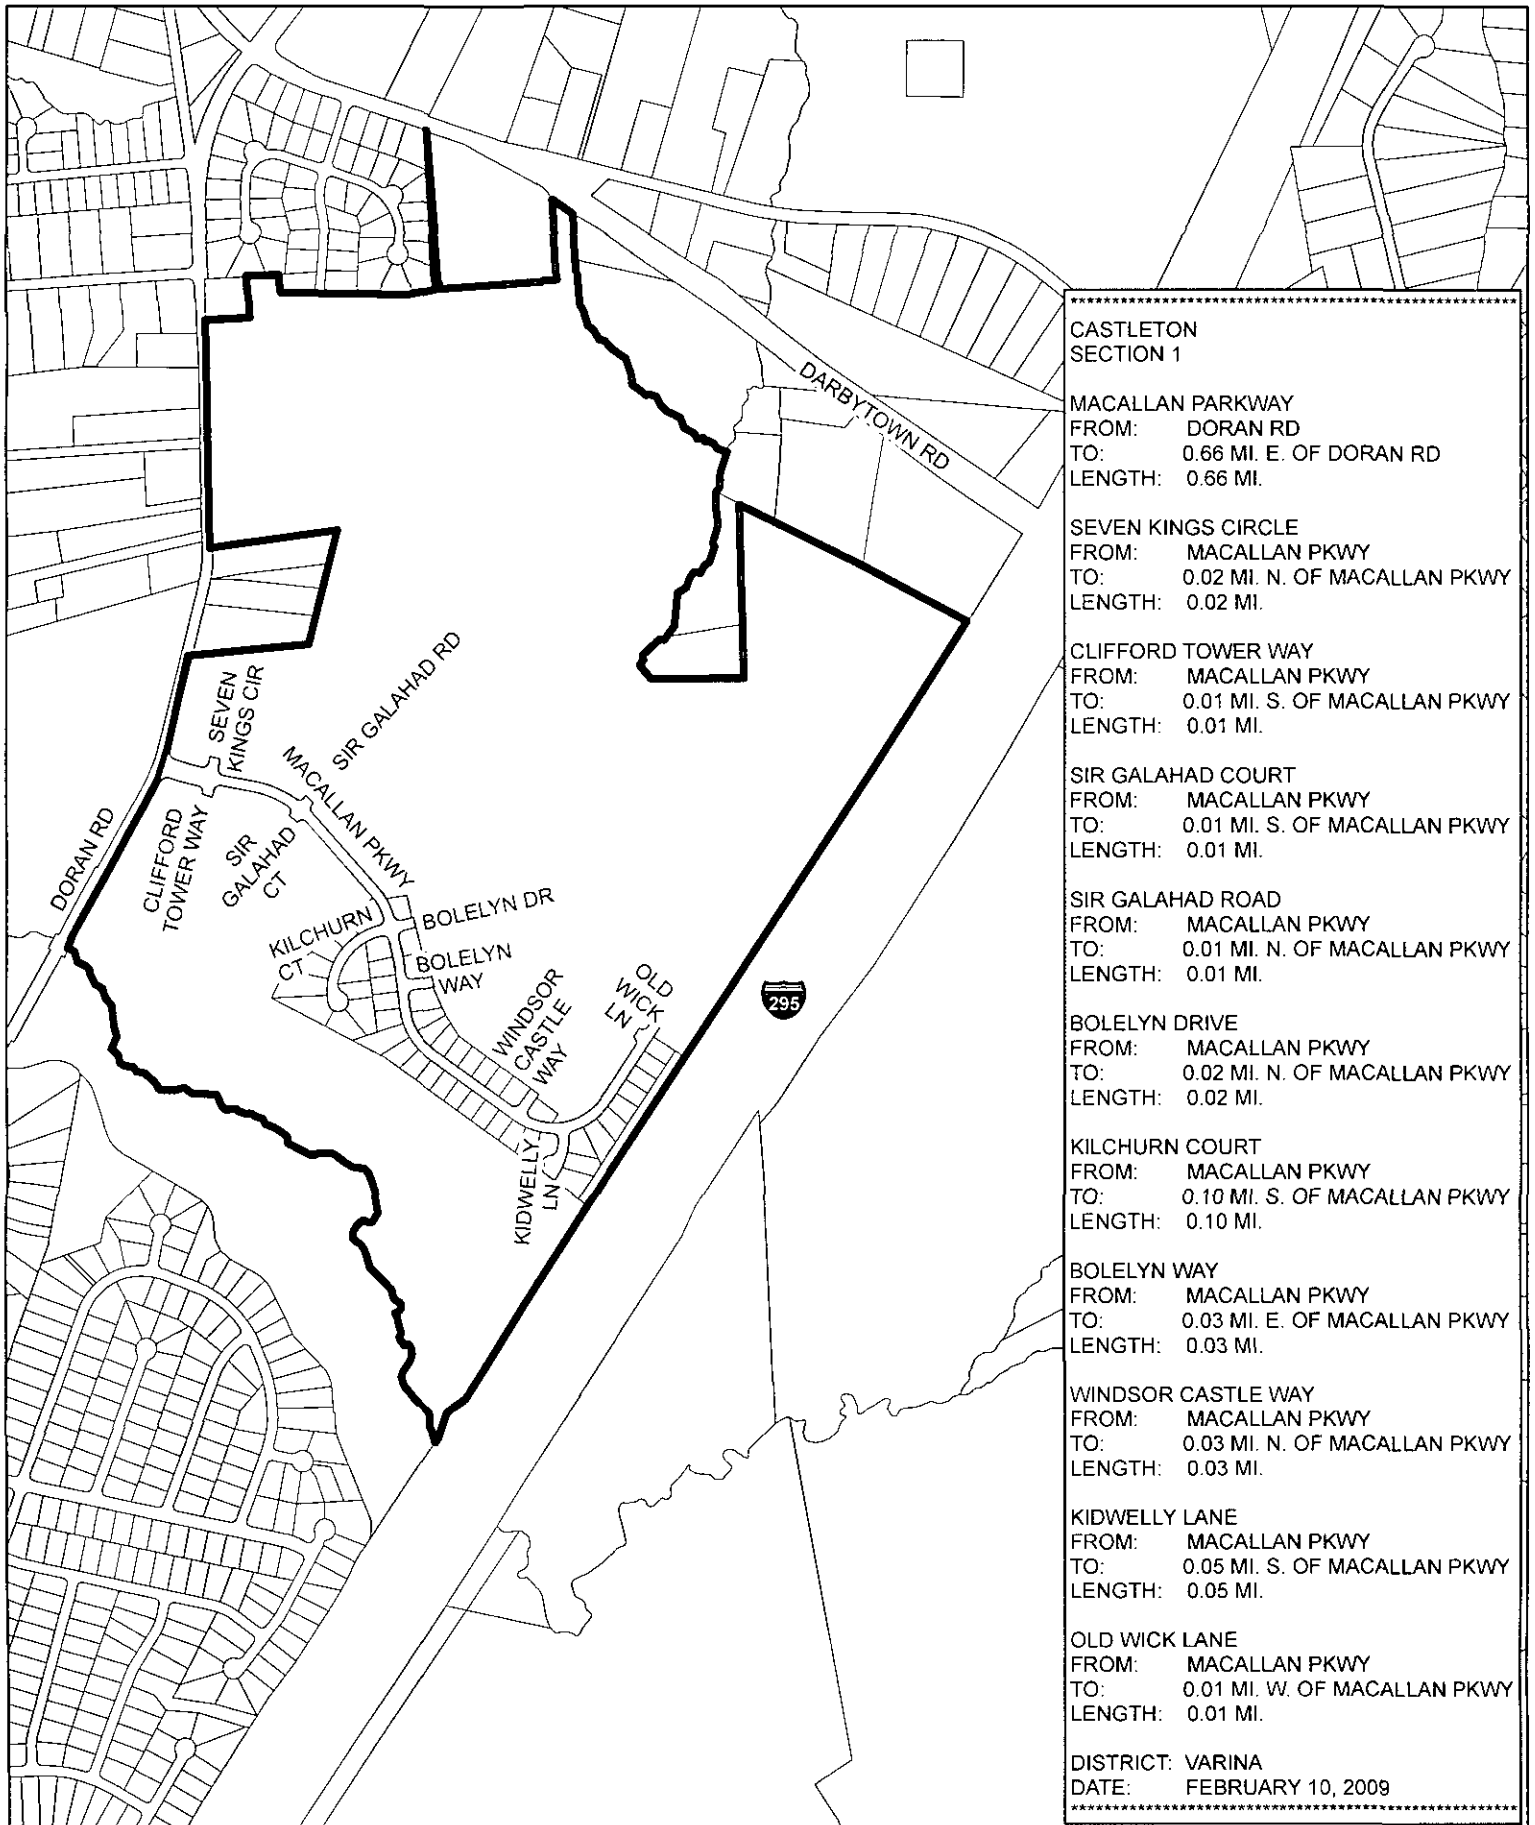 DARBYTOWN RD
SEVEN
KINGS CIR
SIR GALAHAD RD
MACALLAN PKWY
DORAN RD
CLIFFORD
TOWER WAY
SIR
GALAHAD
CT
KILCHURN
CT
BOLELYN DR
BOLELYN
WAY
WINDSOR
CASTLE
WAY
OLD
WICK
LN
295
KIDWELLY
LN
************************************************************
CASTLETON
SECTION 1
MACALLAN PARKWAY
FROM: DORAN RD
TO: 0.66 MI. E. OF DORAN RD
LENGTH: 0.66 MI.
SEVEN KINGS CIRCLE
FROM: MACALLAN PKWY
TO: 0.02 MI. N. OF MACALLAN PKWY
LENGTH: 0.02 MI.
CLIFFORD TOWER WAY
FROM: MACALLAN PKWY
TO: 0.01 MI. S. OF MACALLAN PKWY
LENGTH: 0.01 MI.
SIR GALAHAD COURT
FROM: MACALLAN PKWY
TO: 0.01 MI. S. OF MACALLAN PKWY
LENGTH: 0.01 MI.
SIR GALAHAD ROAD
FROM: MACALLAN PKWY
TO: 0.01 MI. N. OF MACALLAN PKWY
LENGTH: 0.01 MI.
BOLELYN DRIVE
FROM: MACALLAN PKWY
TO: 0.02 MI. N. OF MACALLAN PKWY
LENGTH: 0.02 MI.
KILCHURN COURT
FROM: MACALLAN PKWY
TO: 0.10 MI. S. OF MACALLAN PKWY
LENGTH: 0.10 MI.
BOLELYN WAY
FROM: MACALLAN PKWY
TO: 0.03 MI. E. OF MACALLAN PKWY
LENGTH: 0.03 MI.
WINDSOR CASTLE WAY
FROM: MACALLAN PKWY
TO: 0.03 MI. N. OF MACALLAN PKWY
LENGTH: 0.03 MI.
KIDWELLY LANE
FROM: MACALLAN PKWY
TO: 0.05 MI. S. OF MACALLAN PKWY
LENGTH: 0.05 MI.
OLD WICK LANE
FROM: MACALLAN PKWY
TO: 0.01 MI. W. OF MACALLAN PKWY
LENGTH: 0.01 MI.
DISTRICT: VARINA
DATE: FEBRUARY 10, 2009
************************************************************